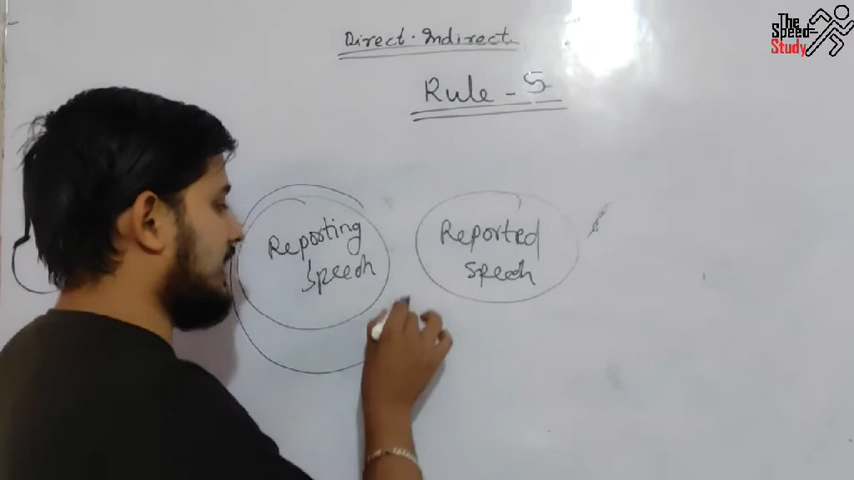 Direct - Indirect
Rule - 5
Reporting
Speech
Reported
Speech
The
Speed-
Study